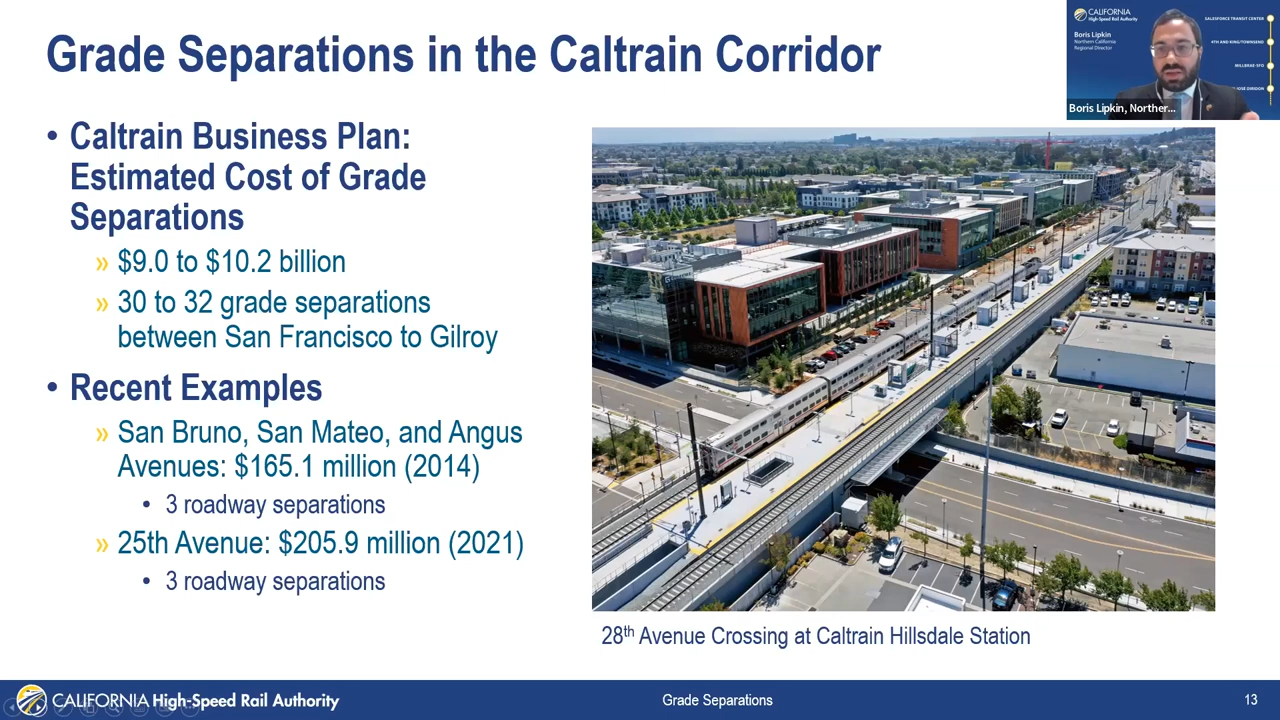 Grade Separations in the Caltrain Corridor
CALIFORNIA
High-Speed Rail Authority
Boris Lipkin
Northern California
Regional Director
SALESFORCE TRANSIT CENTER
4TH AND KING/TOWNSEND
MILLBRAE-SFO
Boris Lipkin, Norther...
• Caltrain Business Plan:
Estimated Cost of Grade
Separations
» $9.0 to $10.2 billion
» 30 to 32 grade separations
between San Francisco to Gilroy
• Recent Examples
» San Bruno, San Mateo, and Angus
Avenues: $165.1 million (2014)
• 3 roadway separations
» 25th Avenue: $205.9 million (2021)
• 3 roadway separations
28th Avenue Crossing at Caltrain Hillsdale Station
CALIFORNIA High-Speed Rail Authority
Grade Separations
13